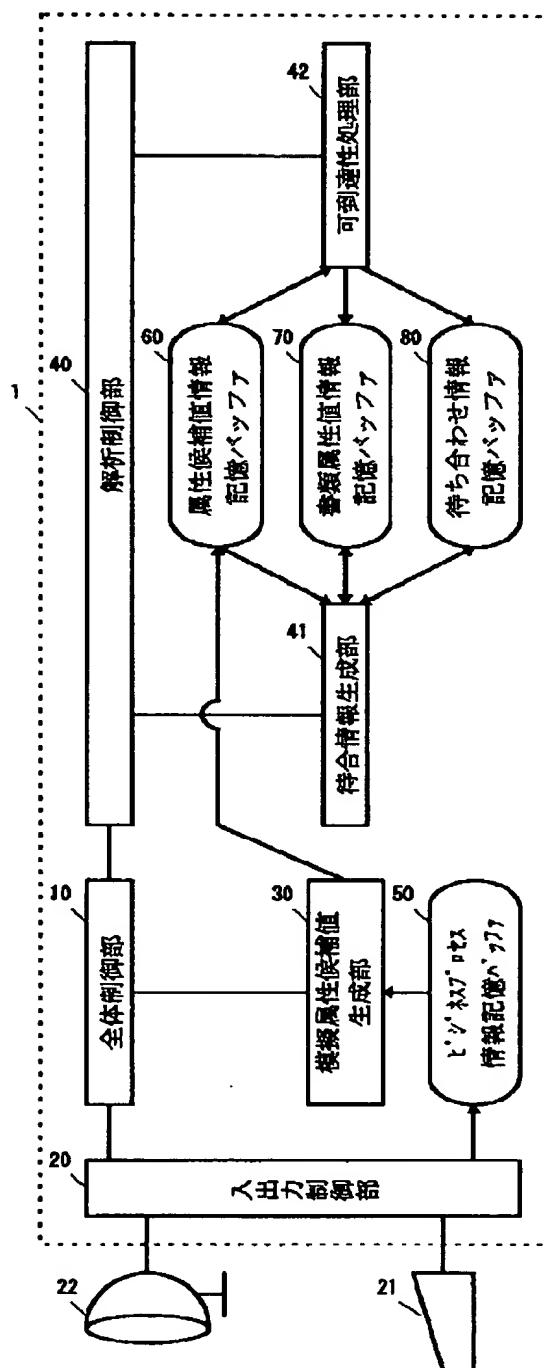 1
40
解析制御部
10
全体制御部
20
入出力制御部
22
21
30
模擬属性候補値
生成部
50
ビジネスプロセス
情報記憶バッファ
41
待合情報生成部
60
属性候補値情報
記憶バッファ
70
書類属性値情報
記憶バッファ
80
待ち合わせ情報
記憶バッファ
42
可到達性処理部